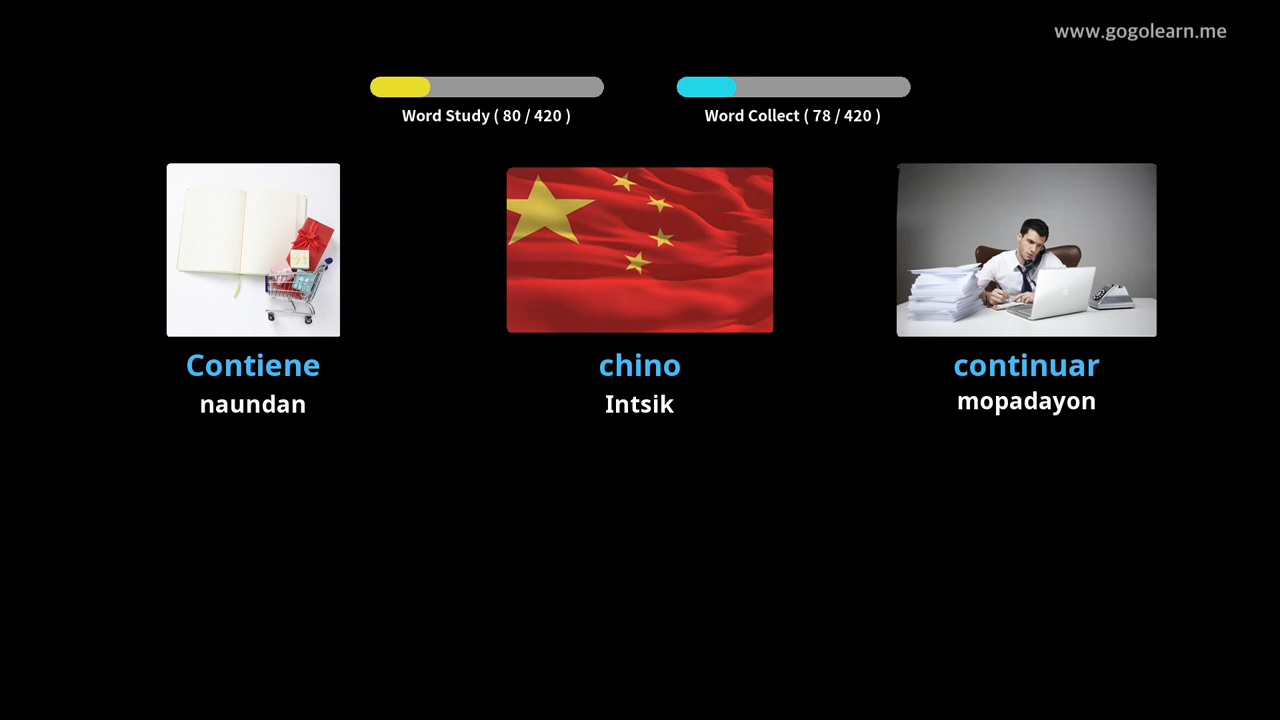 www.gogolearn.me
Word Study ( 80 / 420 )
Word Collect ( 78 / 420 )
Contiene
naundan
chino
Intsik
continuar
mopadayon